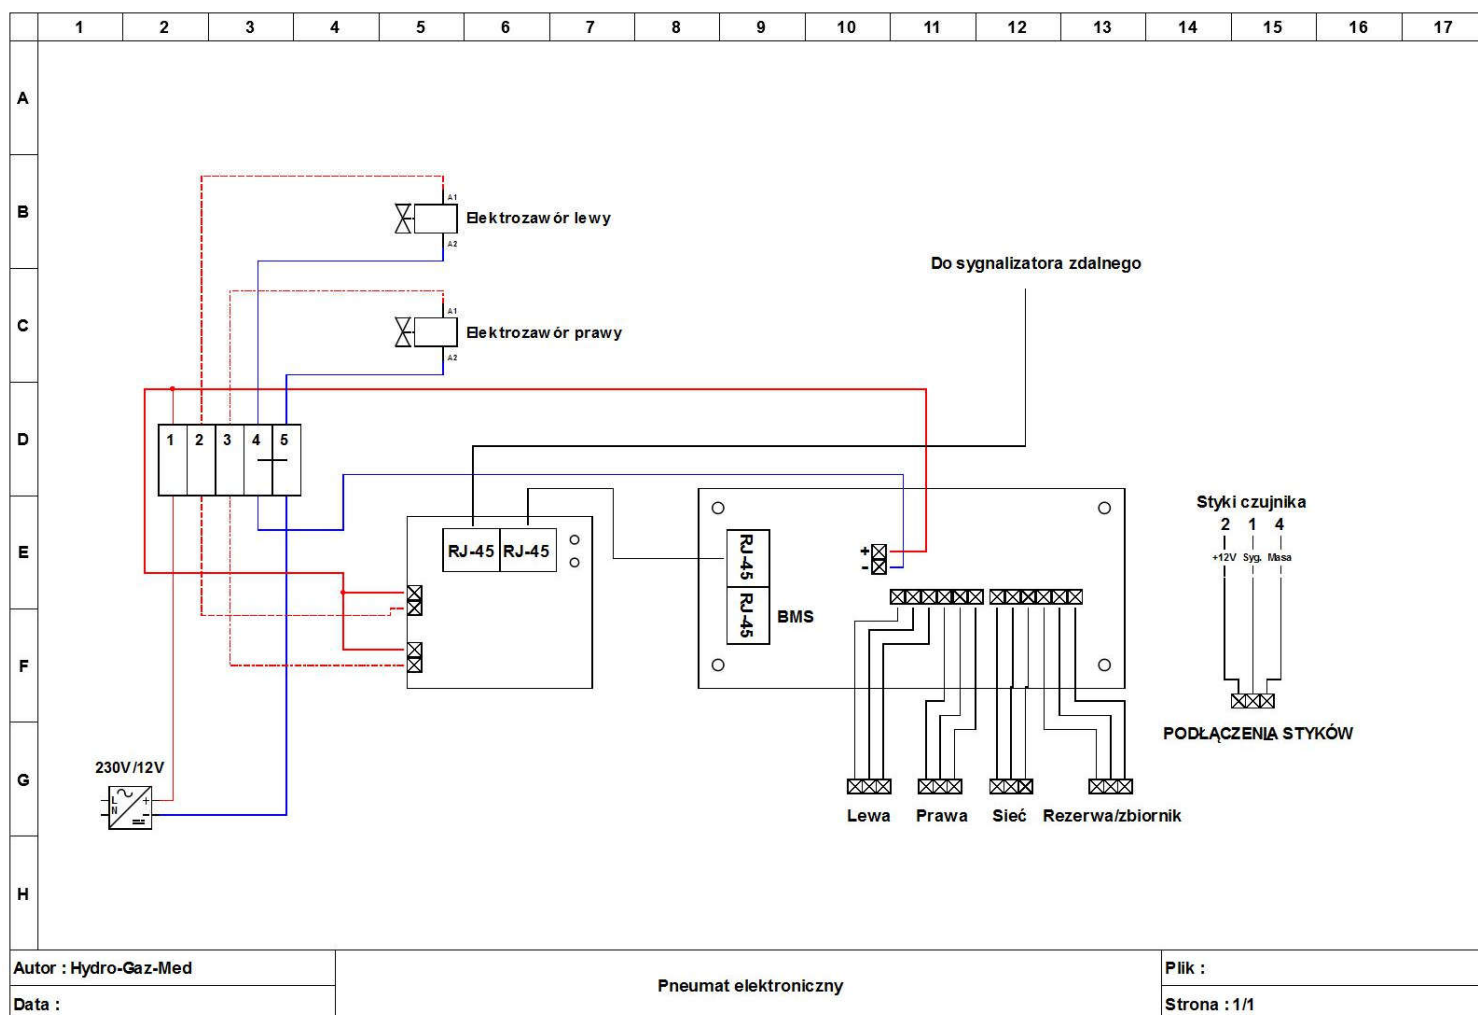 1 2 3 4 5 6 7 8 9 10 11 12 13 14 15 16 17
A
B
A1
Elektrozawór lewy
A2
Do sygnalizatora zdalnego
C
A1
Elektrozawór prawy
A2
D
1 2 3 4 5
Styki czujnika
2 1 4
+12V Syg. Masa
E
RJ-45 RJ-45
RJ-45
+
-
RJ-45
BMS
F
PODŁĄCZENIA STYKÓW
230V/12V
G
L
N
+
-
Lewa Prawa Sieć Rezerwa/zbiornik
H
Autor : Hydro-Gaz-Med
Data :
Pneumat elektroniczny
Plik :
Strona : 1/1